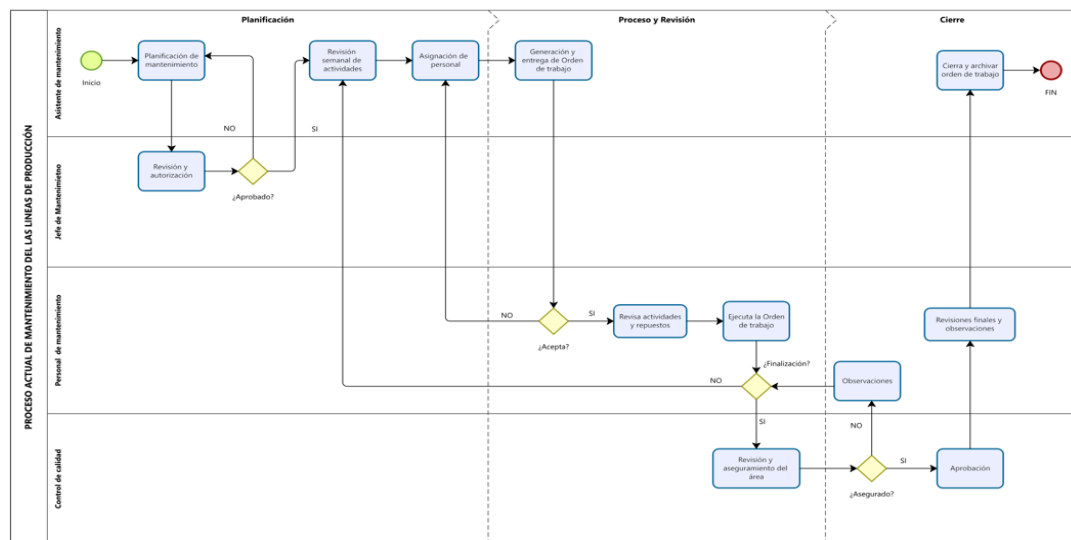 PROCESO ACTUAL DE MANTENIMIENTO DEL LAS LINEAS DE PRODUCCIÓN
Planificación
Proceso y Revisión
Cierre
Asistente de mantenimiento
Inicio
Planificación de
mantenimiento
Revisión
semanal de
actividades
Asignación de
personal
Generación y
entrega de Orden
de trabajo
Cierra y archivar
orden de trabajo
FIN
NO
SI
Jefe de Mantenimietno
Revisión y
autorización
¿Aprobado?
Personal de mantenimiento
NO
¿Acepta?
SI
Revisa actividades
y repuestos
Ejecuta la Orden
de trabajo
¿Finalización?
NO
Observaciones
Revisiones finales y
observaciones
Control de calidad
SI
Revisión y
aseguramiento del
área
NO
¿Asegurado?
SI
Aprobación